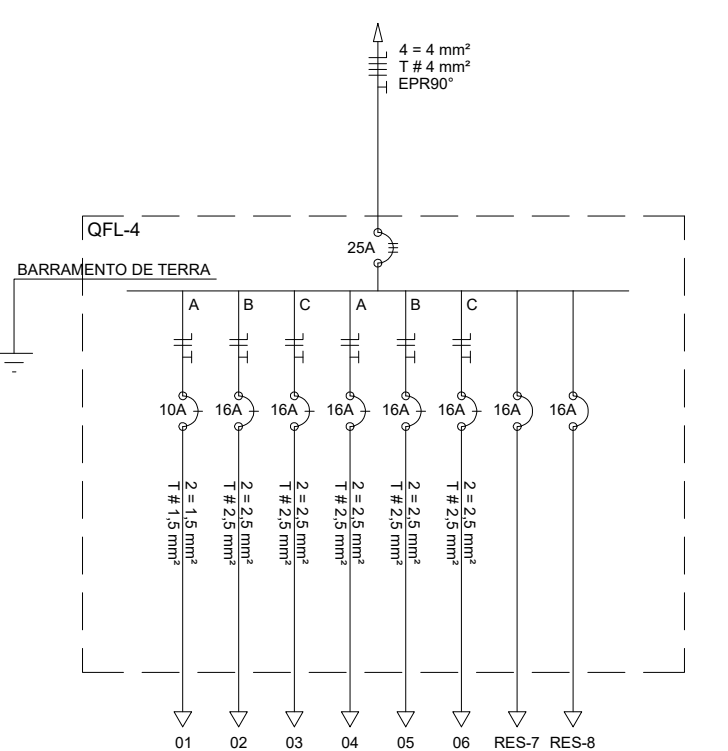 4 = 4 mm²
T # 4 mm²
EPR90°
QFL-4
25A
BARRAMENTO DE TERRA
A B C A B C
10A 16A 16A 16A 16A 16A 16A 16A
2 = 1,5 mm²
T # 1,5 mm²
2 = 2,5 mm²
T # 2,5 mm²
2 = 2,5 mm²
T # 2,5 mm²
2 = 2,5 mm²
T # 2,5 mm²
2 = 2,5 mm²
T # 2,5 mm²
2 = 2,5 mm²
T # 2,5 mm²
01 02 03 04 05 06 RES-7 RES-8